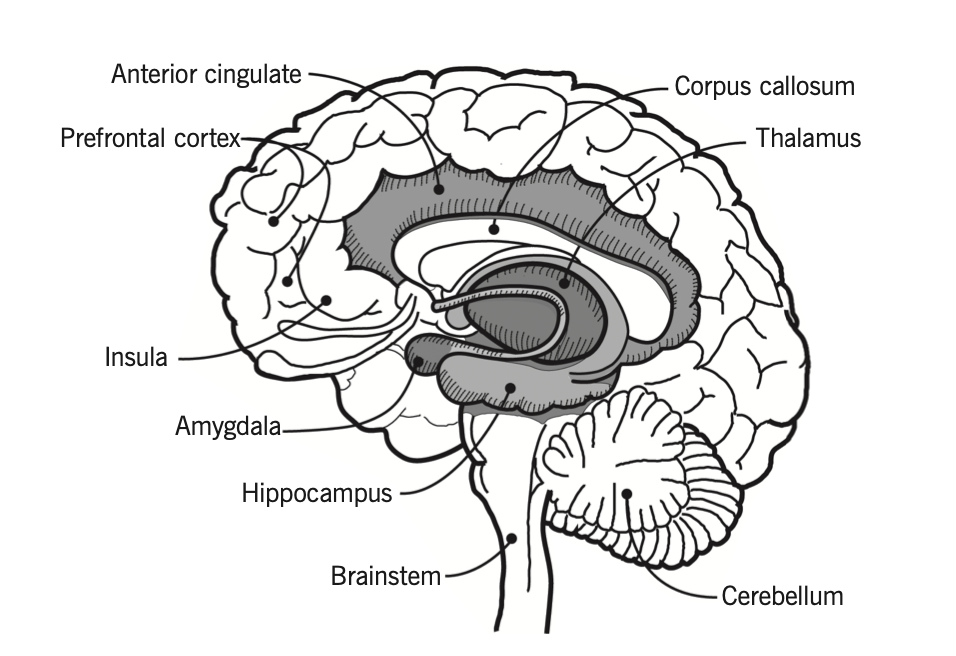 Anterior cingulate
Corpus callosum
Prefrontal cortex
Thalamus
Insula
Amygdala
Hippocampus
Brainstem
Cerebellum